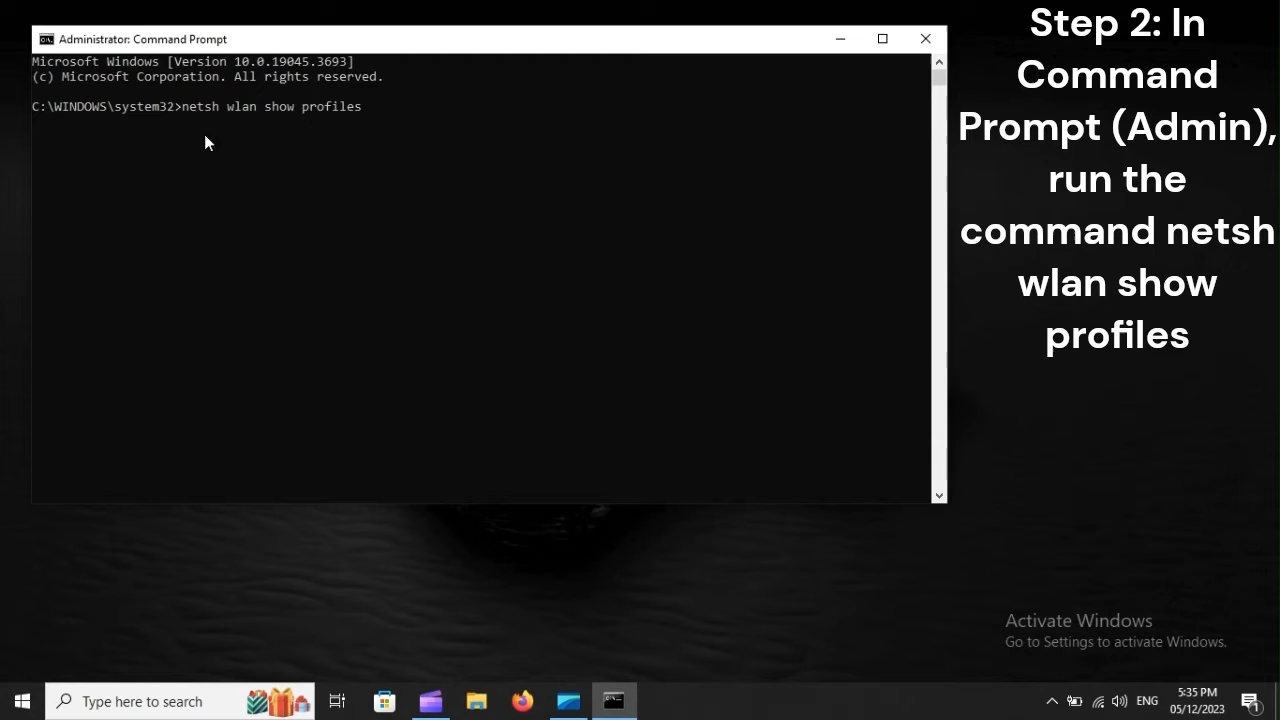 Administrator: Command Prompt
Microsoft Windows [Version 10.0.19045.3693]
(c) Microsoft Corporation. All rights reserved.
C:\WINDOWS\system32>netsh wlan show profiles
Step 2: In
Command
Prompt (Admin),
run the
command netsh
wlan show
profiles
Activate Windows
Go to Settings to activate Windows.
Type here to search
ENG
5:35 PM
05/12/2023
1